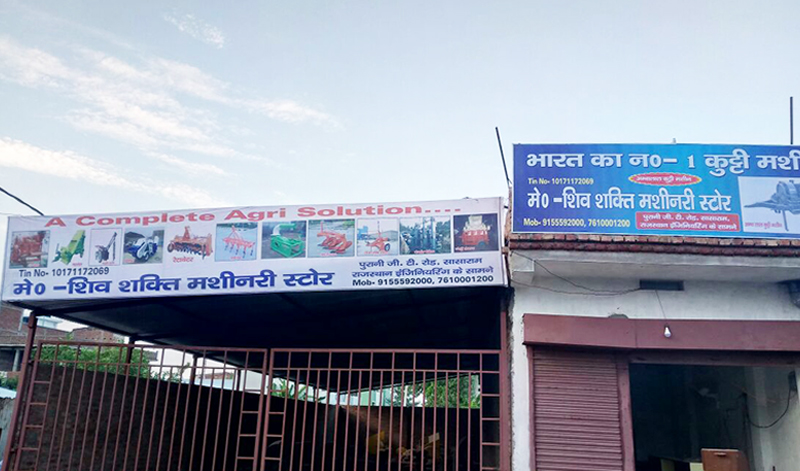 A Complete Agri Solution....
रोटावेटर
Tin No - 10171172069
मे० -शिव शक्ति मशीनरी स्टोर
पुरानी जी. टी. रोड, सासाराम
राजस्थान इंजिनियरिंग के सामने
Mob- 9155592000, 7610001200
भारत का न०- 1 कुट्टी मशी
Tin No- 10171172069
मे० -शिव शक्ति मशीनरी स्टोर
Mob- 9155592000, 7610001200
पुरानी जी. टी. रोड, सासाराम,
राजस्थान इंजिनियरिंग के सामने